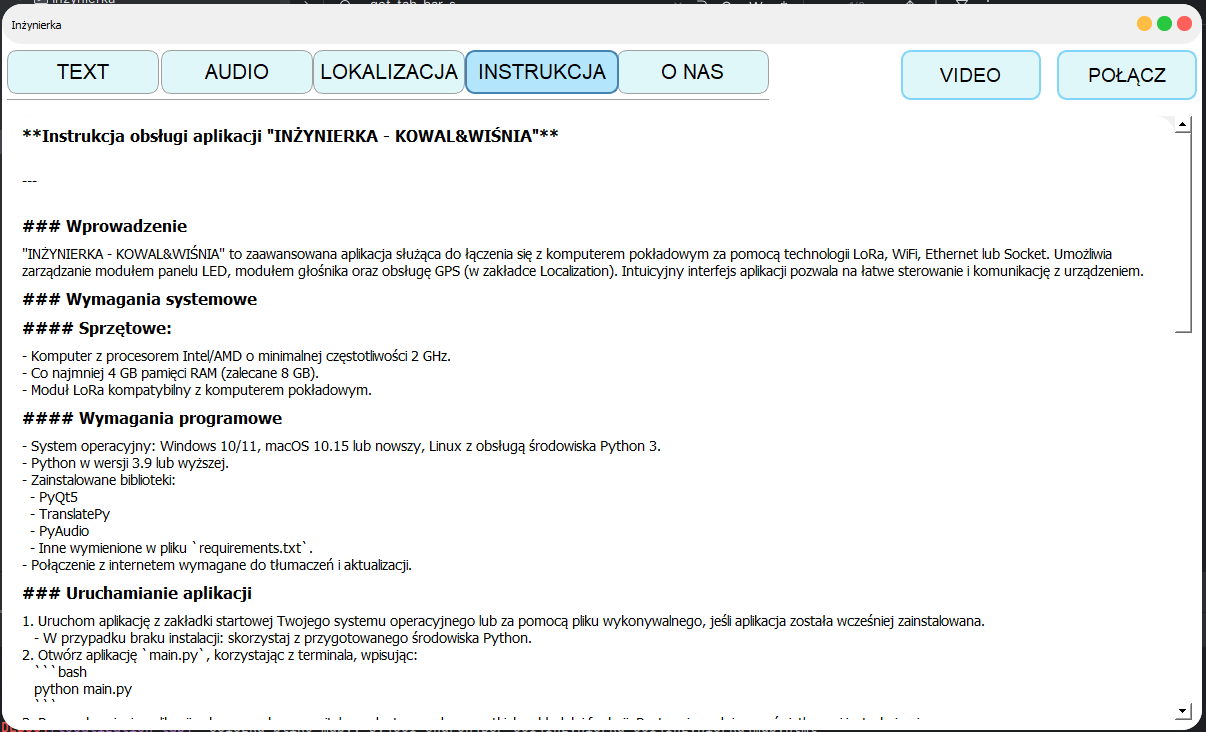 Inżynierka
TEXT
AUDIO
LOKALIZACJA
INSTRUKCJA
O NAS
VIDEO
POŁĄCZ
**Instrukcja obsługi aplikacji "INŻYNIERKA - KOWAL&WIŚNIA"**
---
### Wprowadzenie
"INŻYNIERKA - KOWAL&WIŚNIA" to zaawansowana aplikacja służąca do łączenia się z komputerem pokładowym za pomocą technologii LoRa, WiFi, Ethernet lub Socket. Umożliwia
zarządzanie modułem panelu LED, modułem głośnika oraz obsługę GPS (w zakładce Localization). Intuicyjny interfejs aplikacji pozwala na łatwe sterowanie i komunikację z urządzeniem.
### Wymagania systemowe
#### Sprzętowe:
- Komputer z procesorem Intel/AMD o minimalnej częstotliwości 2 GHz.
- Co najmniej 4 GB pamięci RAM (zalecane 8 GB).
- Moduł LoRa kompatybilny z komputerem pokładowym.
#### Wymagania programowe
- System operacyjny: Windows 10/11, macOS 10.15 lub nowszy, Linux z obsługą środowiska Python 3.
- Python w wersji 3.9 lub wyższej.
- Zainstalowane biblioteki:
- PyQt5
- TranslatePy
- PyAudio
- Inne wymienione w pliku `requirements.txt`.
- Połączenie z internetem wymagane do tłumaczeń i aktualizacji.
### Uruchamianie aplikacji
1. Uruchom aplikację z zakładki startowej Twojego systemu operacyjnego lub za pomocą pliku wykonywalnego, jeśli aplikacja została wcześniej zainstalowana.
- W przypadku braku instalacji: skorzystaj z przygotowanego środowiska Python.
2. Otwórz aplikację `main.py`, korzystając z terminala, wpisując:
```bash
python main.py
```